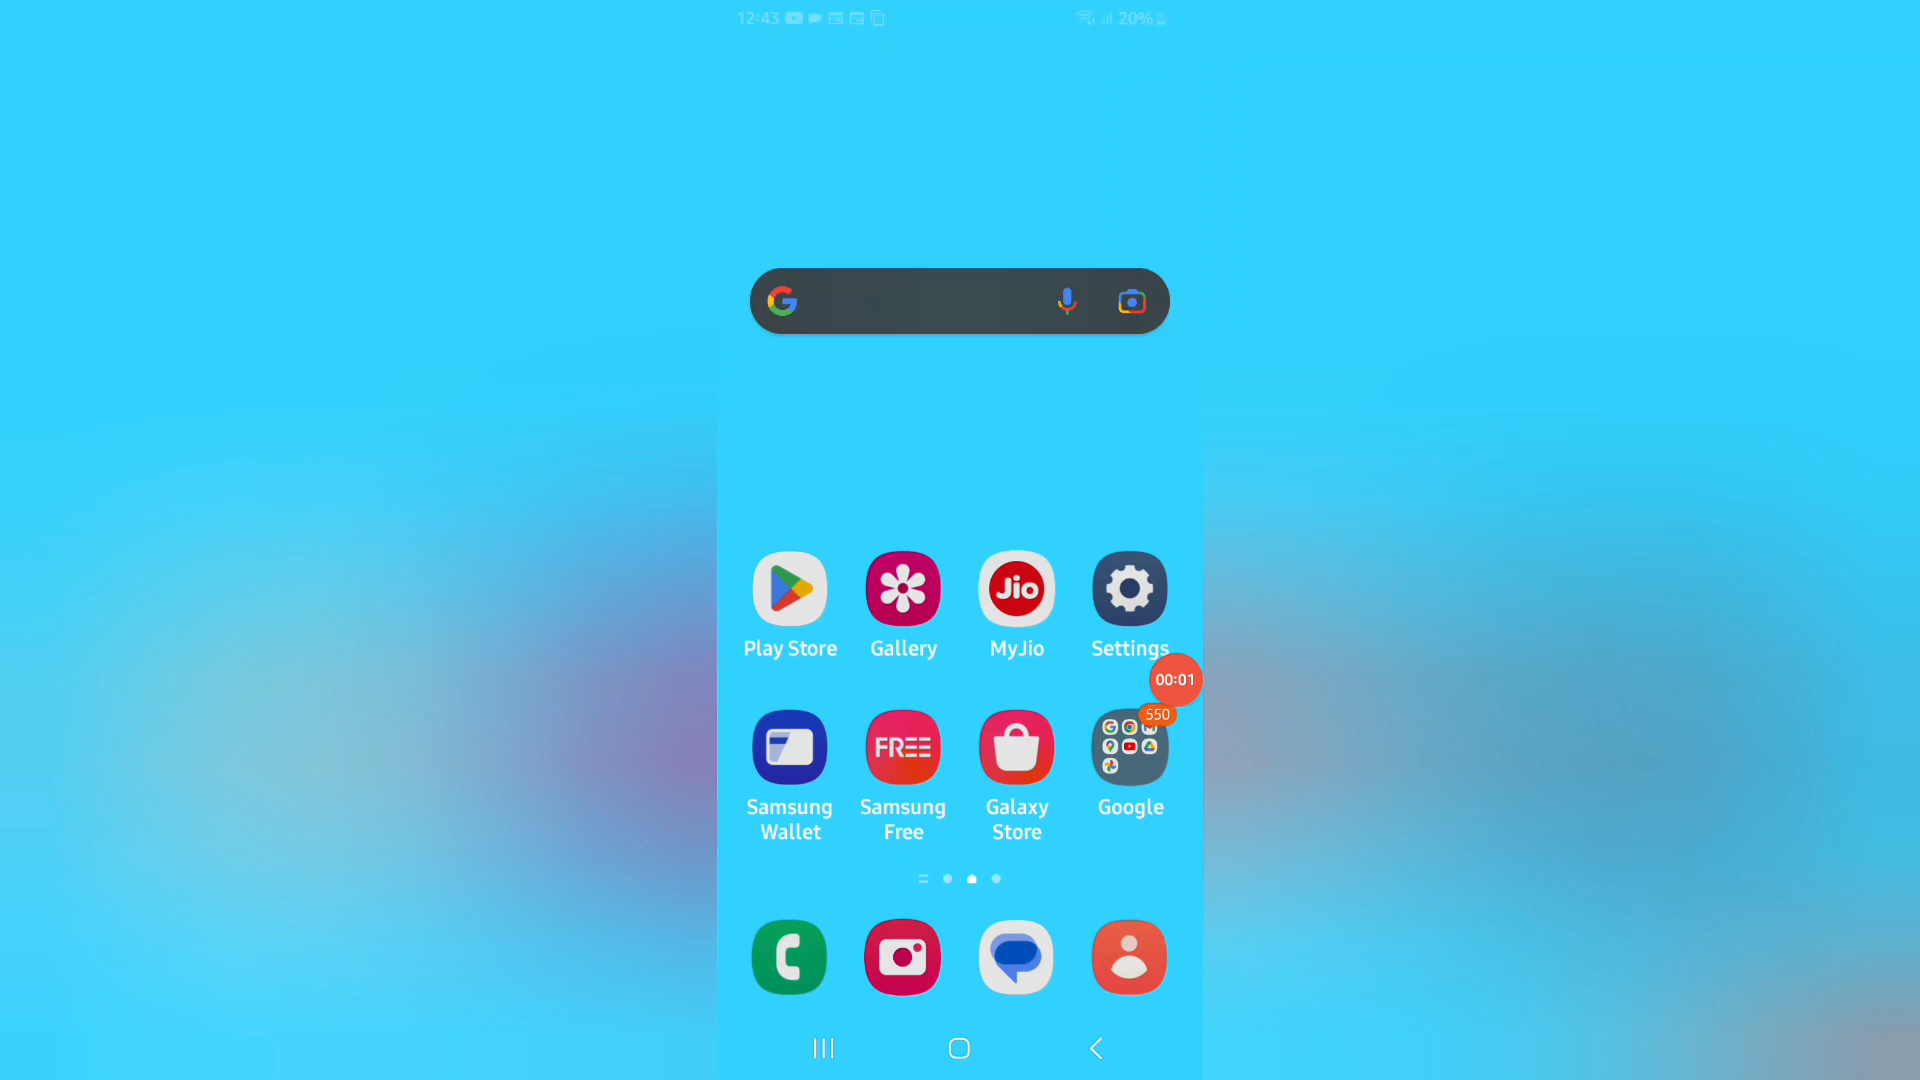 12:43
20%
Jio
Play Store
Gallery
MyJio
Settings
00:01
550
FREE
Samsung
Wallet
Samsung
Free
Galaxy
Store
Google